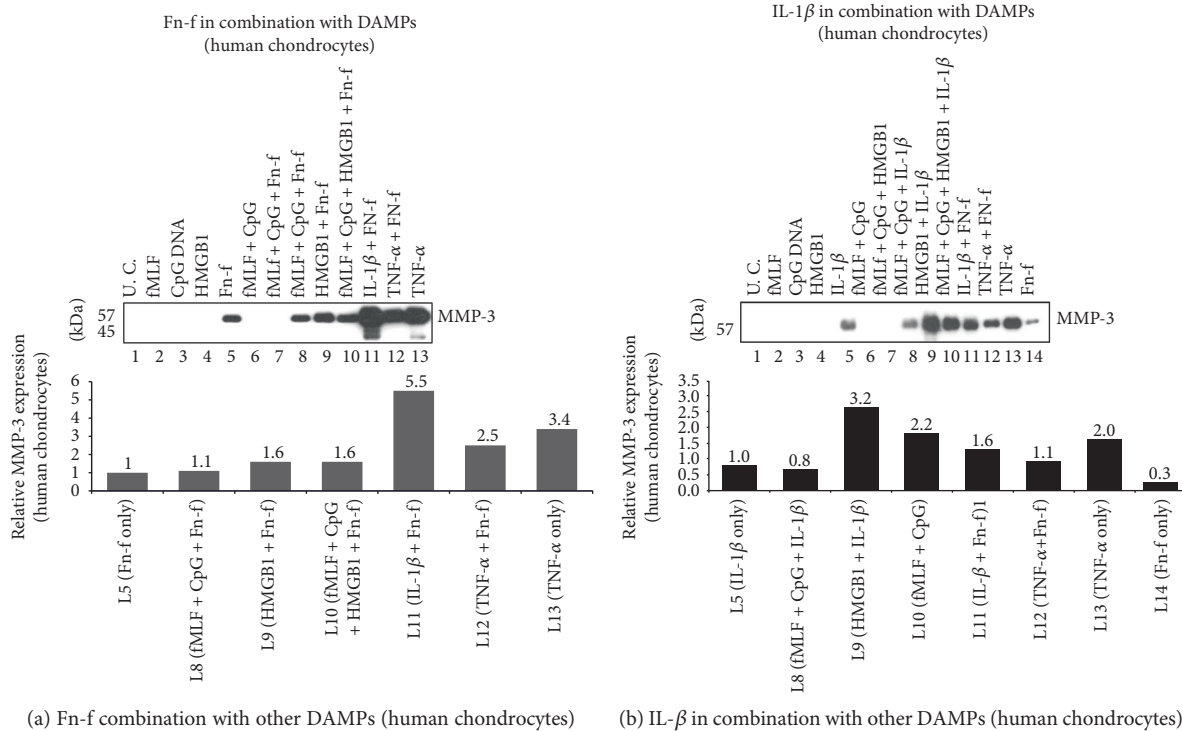 Fn-f in combination with DAMPs
(human chondrocytes)
U. C.
fMLF
CpG DNA
HMGB1
Fn-f
fMLF + CpG
fMLf + CpG + Fn-f
fMLF + CpG + Fn-f
HMGB1 + Fn-f
fMLF + CpG + HMGB1 + Fn-f
IL-1β + FN-f
TNF-α + FN-f
TNF-α
(kDa)
57
45
MMP-3
1 2 3 4 5 6 7 8 9 10 11 12 13
Relative MMP-3 expression
(human chondrocytes)
6
5
4
3
2
1
0
1
1.1
1.6
1.6
5.5
2.5
3.4
L5 (Fn-f only)
L8 (fMLF + CpG + Fn-f)
L9 (HMGB1 + Fn-f)
L10 (fMLF + CpG
+ HMGB1 + Fn-f)
L11 (IL-1β + Fn-f)
L12 (TNF-α + Fn-f)
L13 (TNF-α only)
(a) Fn-f combination with other DAMPs (human chondrocytes)
IL-1β in combination with DAMPs
(human chondrocytes)
U. C.
fMLF
CpG DNA
HMGB1
IL-1β
fMLF + CpG
fMLf + CpG + HMGB1
fMLF + CpG + IL-1β
HMGB1 + IL-1β
fMLF + CpG + HMGB1 + IL-1β
IL-1β + FN-f
TNF-α + FN-f
TNF-α
Fn-f
(kDa)
57
MMP-3
1 2 3 4 5 6 7 8 9 10 11 12 13 14
Relative MMP-3 expression
(human chondrocytes)
3.5
3.0
2.5
2.0
1.5
1.0
0.5
0.0
1.0
0.8
3.2
2.2
1.6
1.1
2.0
0.3
L5 (IL-1β only)
L8 (fMLF + CpG + IL-1β)
L9 (HMGB1 + IL-1β)
L10 (fMLF + CpG)
L11 (IL-β + Fn-f)1
L12 (TNF-α+Fn-f)
L13 (TNF-α only)
L14 (Fn-f only)
(b) IL-β in combination with other DAMPs (human chondrocytes)